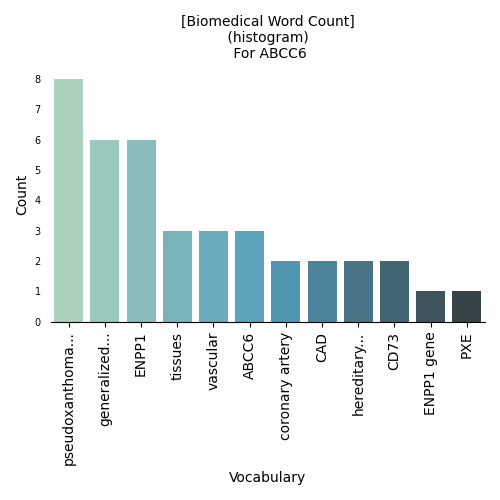 [Biomedical Word Count]
(histogram)
For ABCC6
8
7
6
5
4
3
2
1
0
Count
pseudoxanthoma...
generalized...
ENPP1
tissues
vascular
ABCC6
coronary artery
CAD
hereditary...
CD73
ENPP1 gene
PXE
Vocabulary